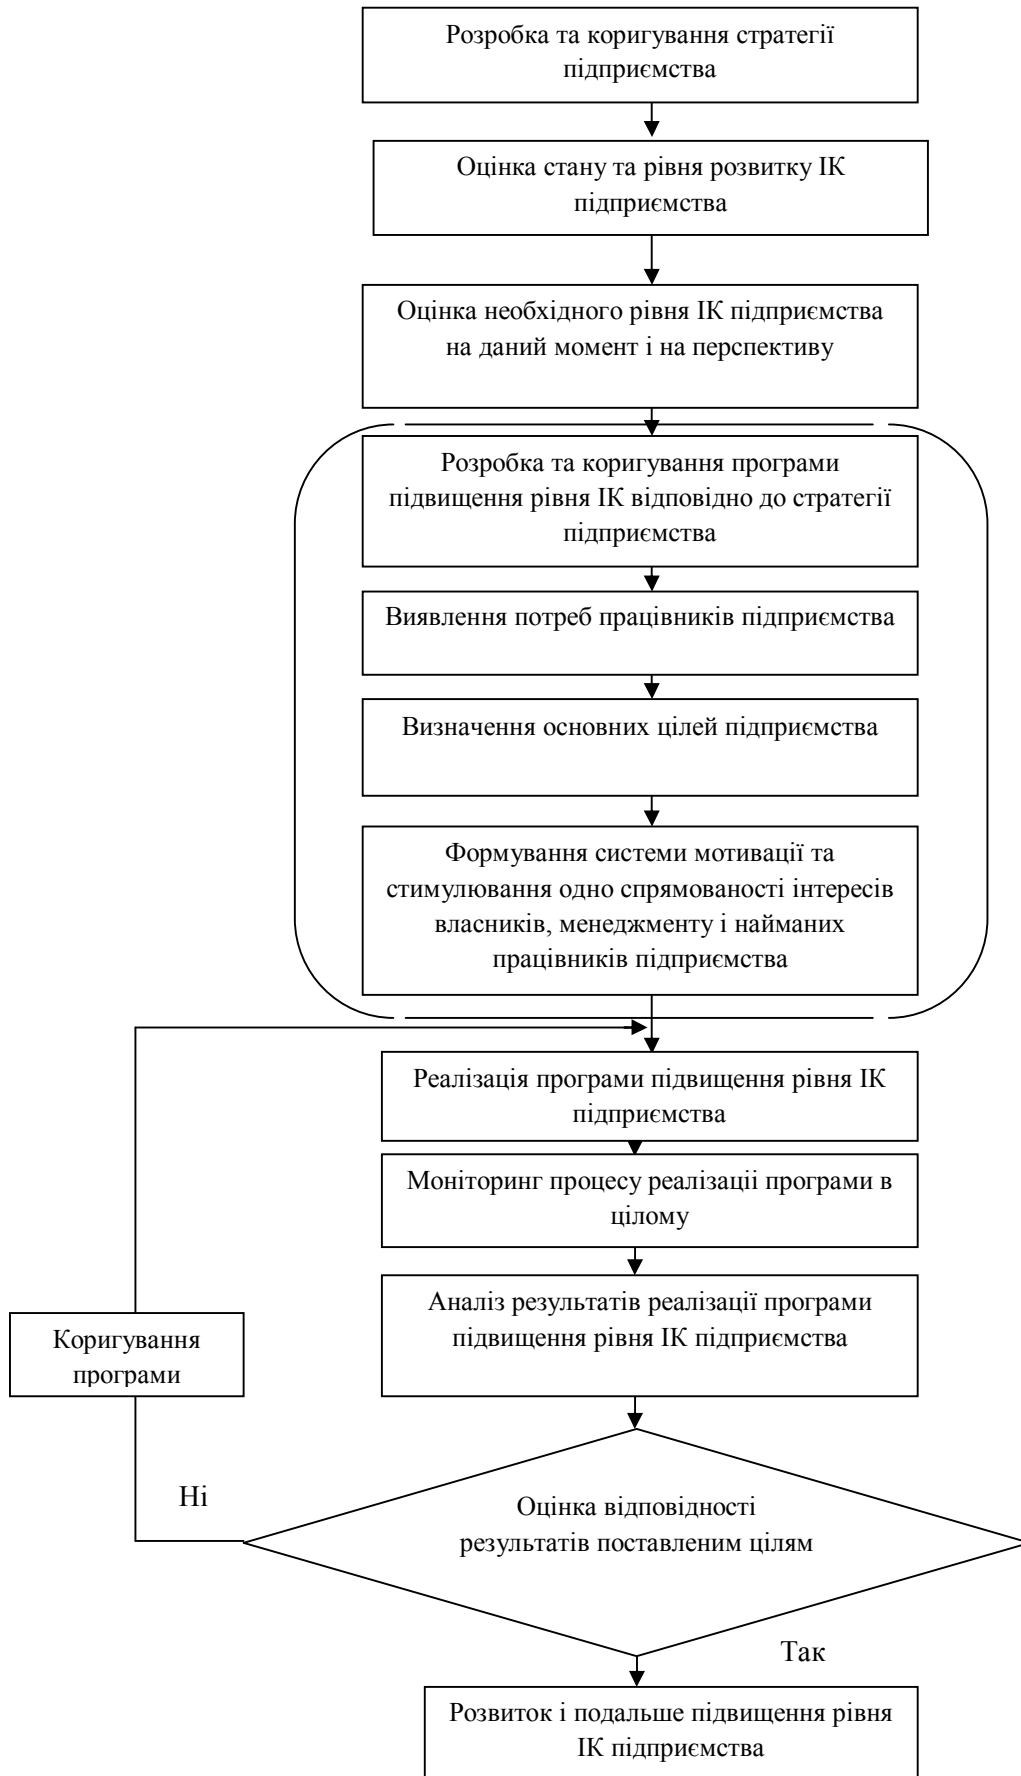 Розробка та коригування стратегії
підприємства
Оцінка стану та рівня розвитку ІК
підприємства
Оцінка необхідного рівня ІК підприємства
на даний момент і на перспективу
Розробка та коригування програми
підвищення рівня ІК відповідно до стратегії
підприємства
Виявлення потреб працівників підприємства
Визначення основних цілей підприємства
Формування системи мотивації та
стимулювання одно спрямованості інтересів
власників, менеджменту і найманих
працівників підприємства
Реалізація програми підвищення рівня ІК
підприємства
Моніторинг процесу реалізаціі програми в
цілому
Аналіз результатів реалізації програми
підвищення рівня ІК підприємства
Коригування
програми
Ні
Оцінка відповідності
результатів поставленим цілям
Так
Розвиток і подальше підвищення рівня
ІК підприємства